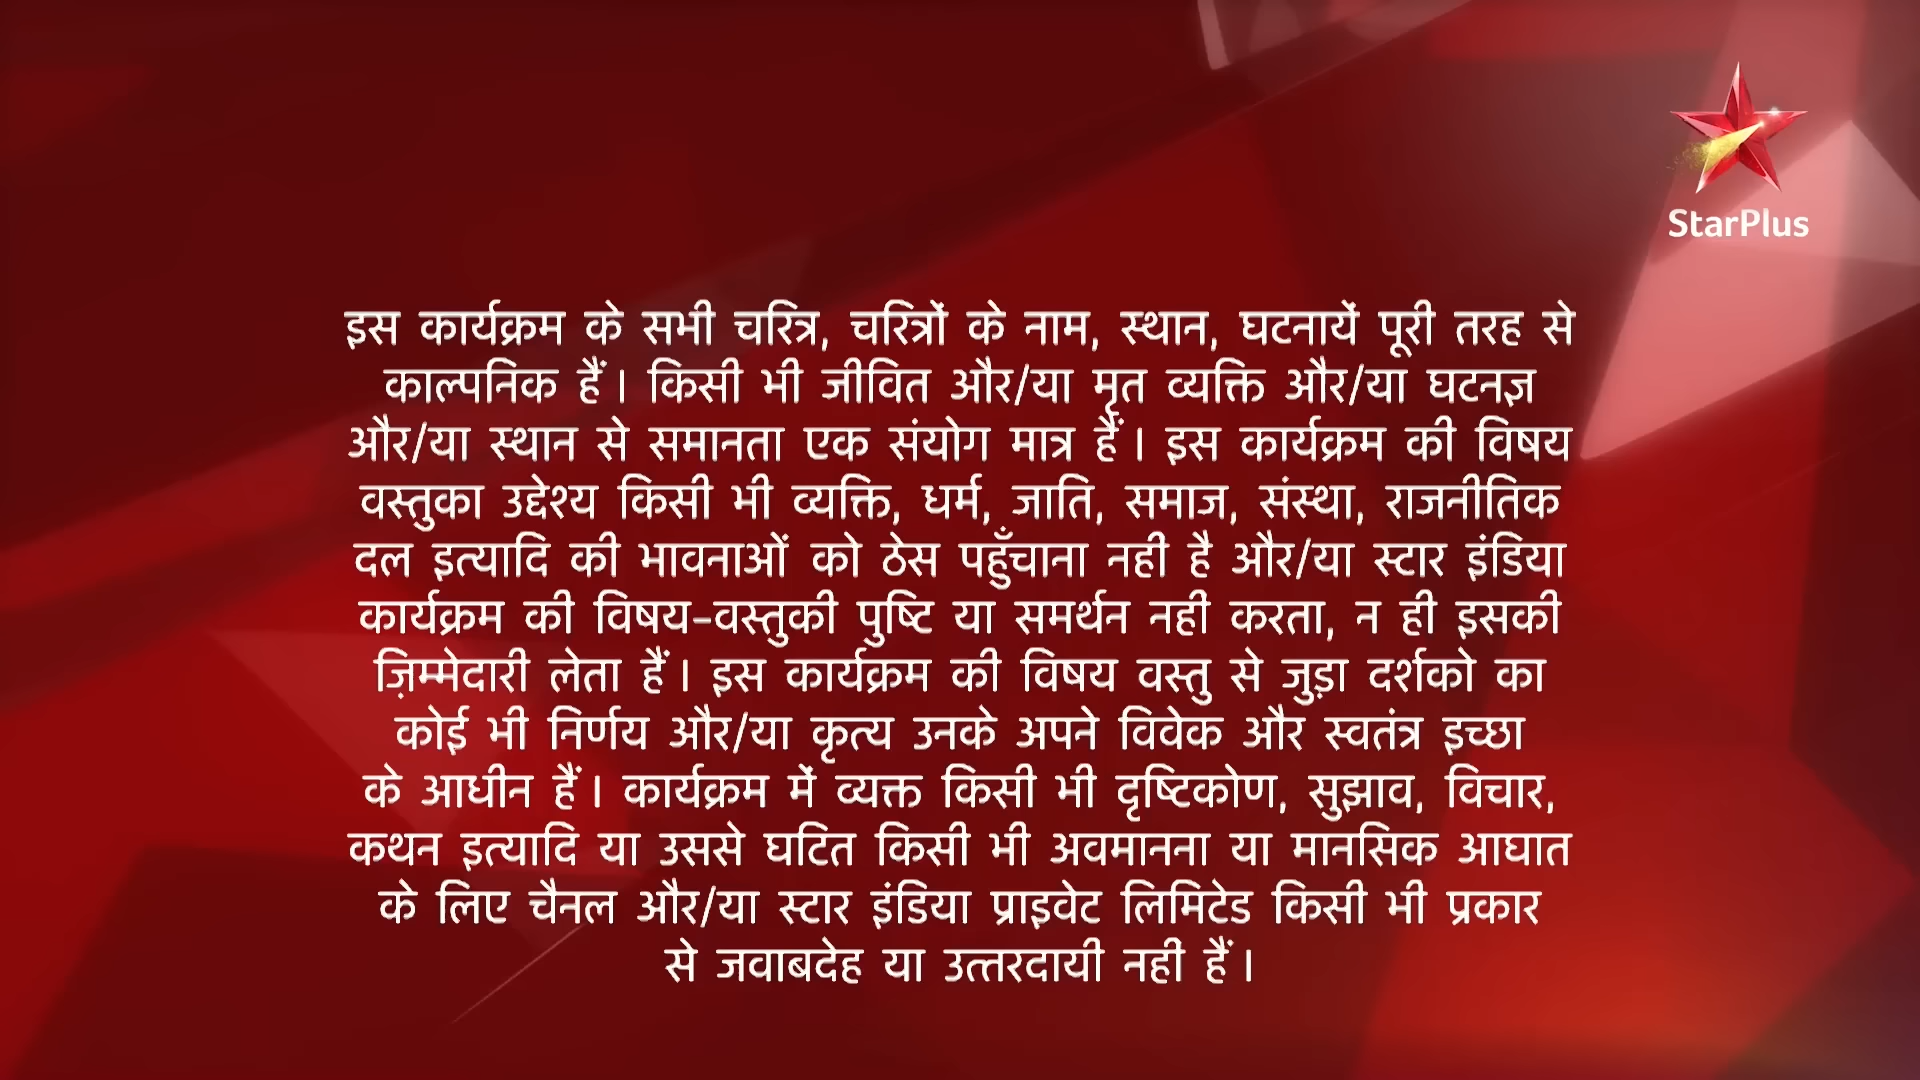 StarPlus
इस कार्यक्रम के सभी चरित्र, चरित्रों के नाम, स्थान, घटनायें पूरी तरह से
काल्पनिक हैं। किसी भी जीवित और/या मृत व्यक्ति और/या घटनज्ञ
और/या स्थान से समानता एक संयोग मात्र हैं। इस कार्यक्रम की विषय
वस्तुका उद्देश्य किसी भी व्यक्ति, धर्म, जाति, समाज, संस्था, राजनीतिक
दल इत्यादि की भावनाओं को ठेस पहुँचाना नही है और/या स्टार इंडिया
कार्यक्रम की विषय-वस्तुकी पुष्टि या समर्थन नही करता, न ही इसकी
ज़िम्मेदारी लेता हैं। इस कार्यक्रम की विषय वस्तु से जुड़ा दर्शको का
कोई भी निर्णय और/या कृत्य उनके अपने विवेक और स्वतंत्र इच्छा
के आधीन हैं। कार्यक्रम में व्यक्त किसी भी दृष्टिकोण, सुझाव, विचार,
कथन इत्यादि या उससे घटित किसी भी अवमानना या मानसिक आघात
के लिए चैनल और/या स्टार इंडिया प्राइवेट लिमिटेड किसी भी प्रकार
से जवाबदेह या उत्तरदायी नही हैं।